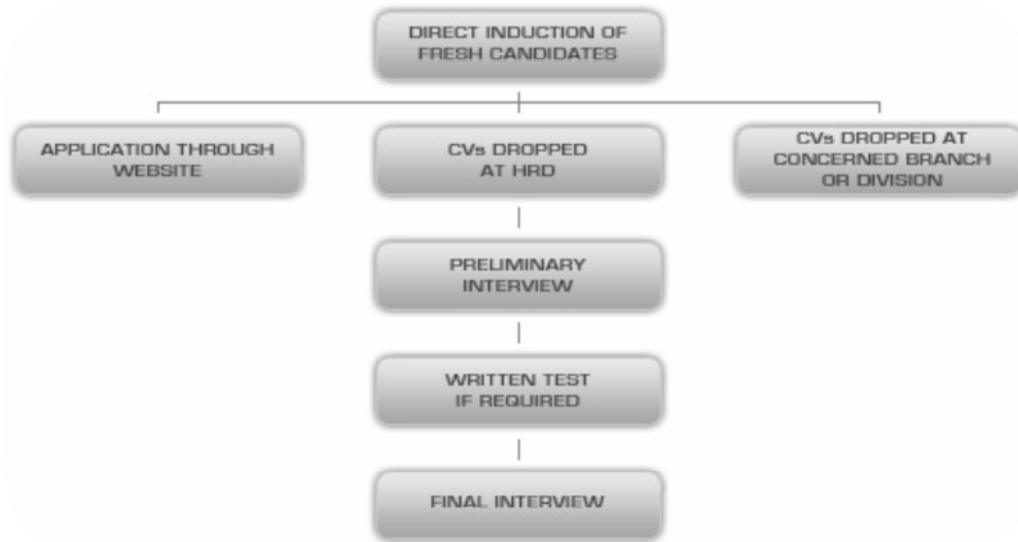 DIRECT INDUCTION OF
FRESH CANDIDATES
APPLICATION THROUGH
WEBSITE
CVs DROPPED
AT HRD
CVs DROPPED AT
CONCERNED BRANCH
OR DIVISION
PRELIMINARY
INTERVIEW
WRITTEN TEST
IF REQUIRED
FINAL INTERVIEW